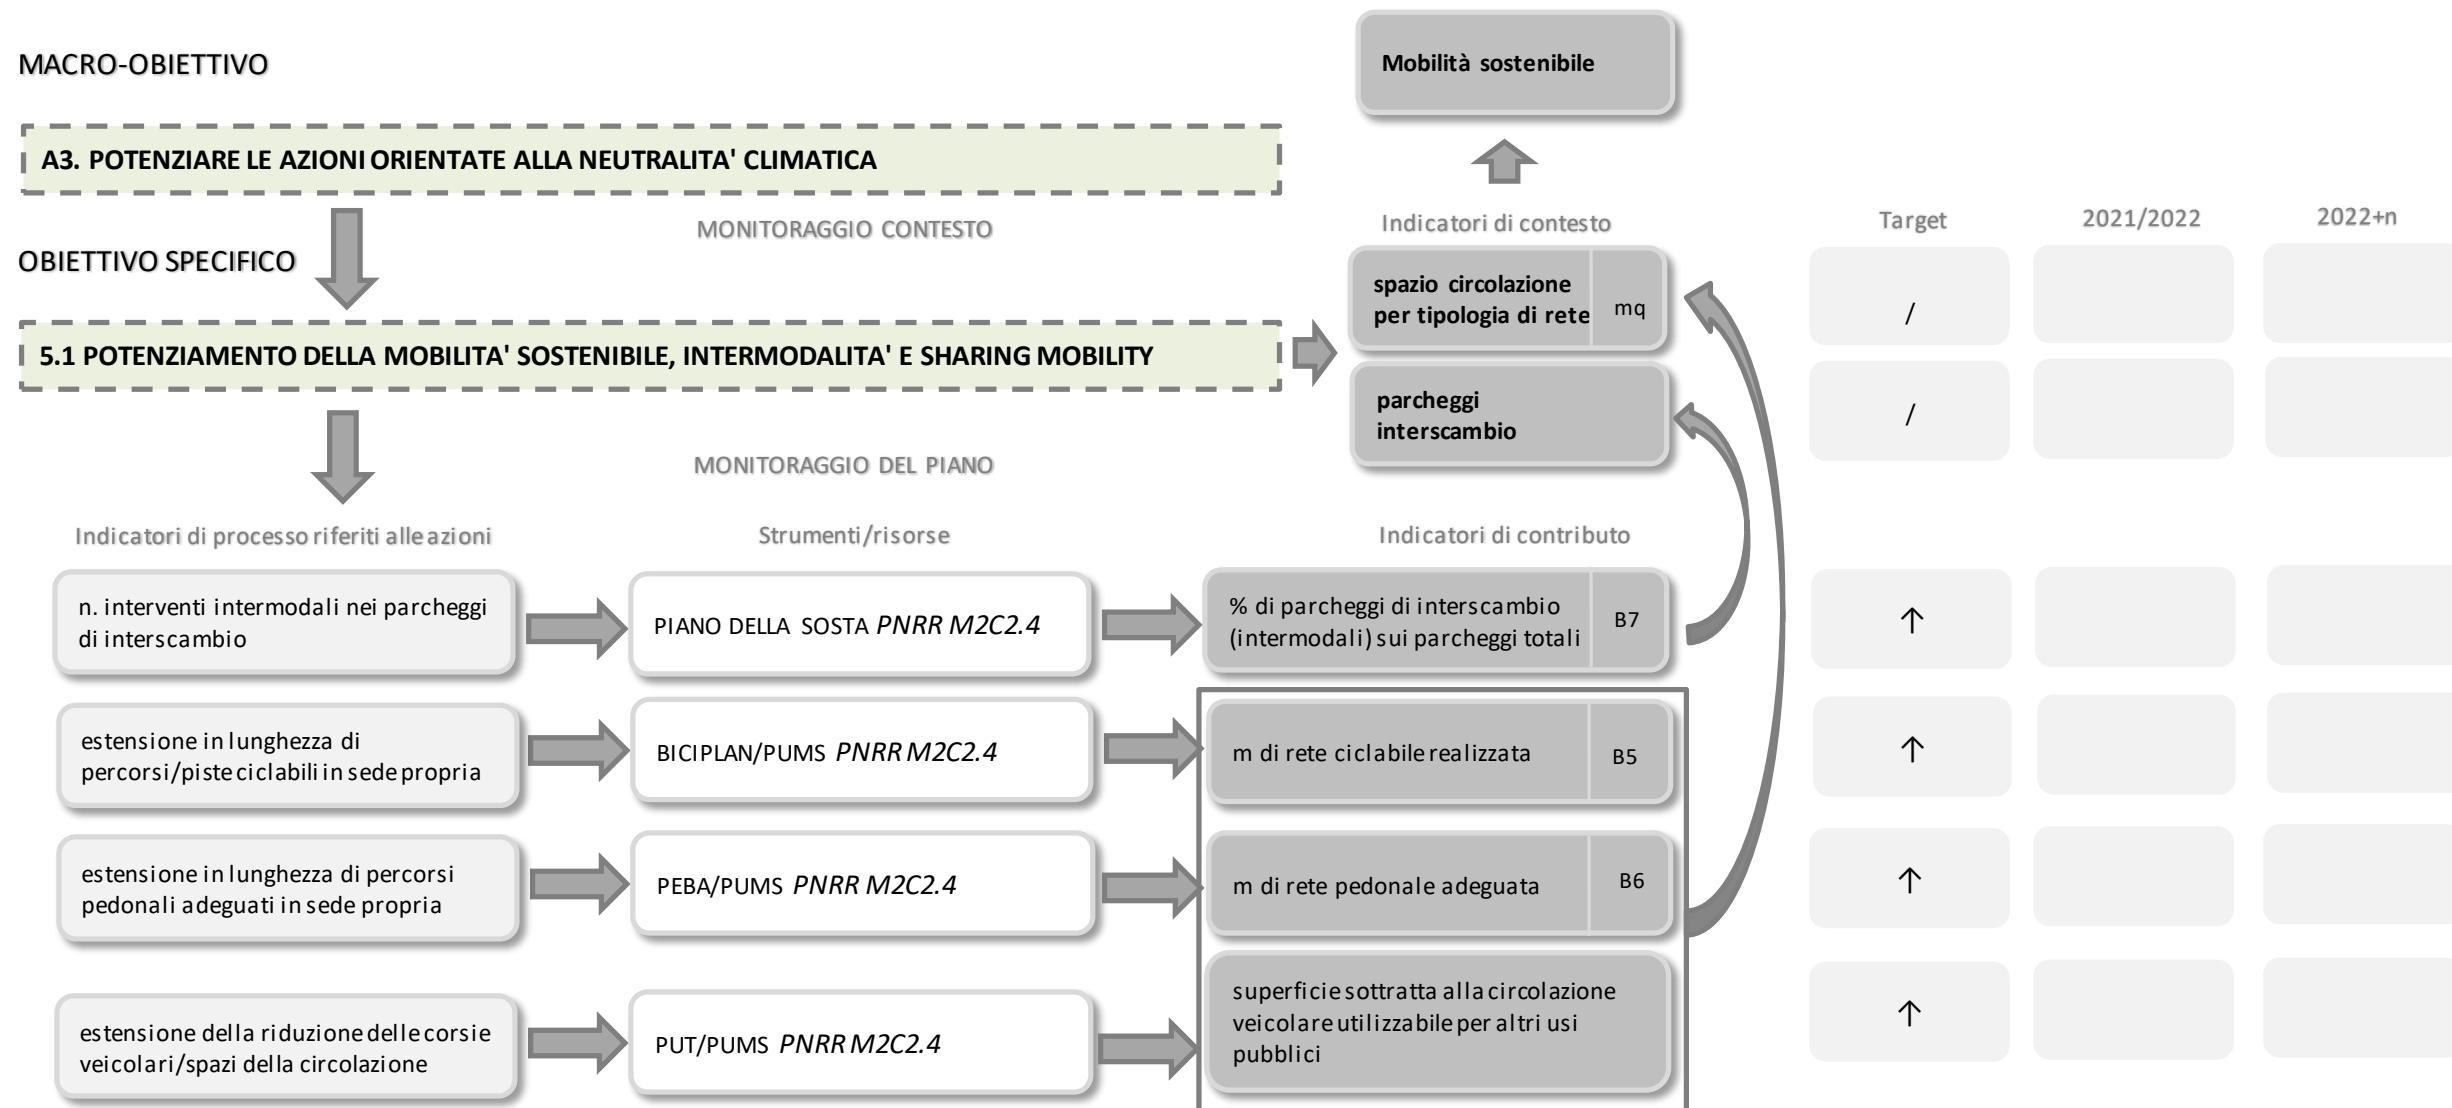 Mobilità sostenibile
MACRO-OBIETTIVO
A3. POTENZIARE LE AZIONI ORIENTATE ALLA NEUTRALITA' CLIMATICA
MONITORAGGIO CONTESTO
Indicatori di contesto
Target
2021/2022
2022+n
OBIETTIVO SPECIFICO
spazio circolazione
per tipologia di rete
mq
/
5.1 POTENZIAMENTO DELLA MOBILITA' SOSTENIBILE, INTERMODALITA' E SHARING MOBILITY
parcheggi
interscambio
/
MONITORAGGIO DEL PIANO
Indicatori di processo riferiti alle azioni
Strumenti/risorse
Indicatori di contributo
n. interventi intermodali nei parcheggi
di interscambio
PIANO DELLA SOSTA PNRR M2C2.4
% di parcheggi di interscambio
(intermodali) sui parcheggi totali
B7
↑
estensione in lunghezza di
percorsi/piste ciclabili in sede propria
BICIPLAN/PUMS PNRR M2C2.4
m di rete ciclabile realizzata
B5
↑
estensione in lunghezza di percorsi
pedonali adeguati in sede propria
PEBA/PUMS PNRR M2C2.4
m di rete pedonale adeguata
B6
↑
estensione della riduzione delle corsie
veicolari/spazi della circolazione
PUT/PUMS PNRR M2C2.4
superficie sottratta alla circolazione
veicolare utilizzabile per altri usi
pubblici
↑